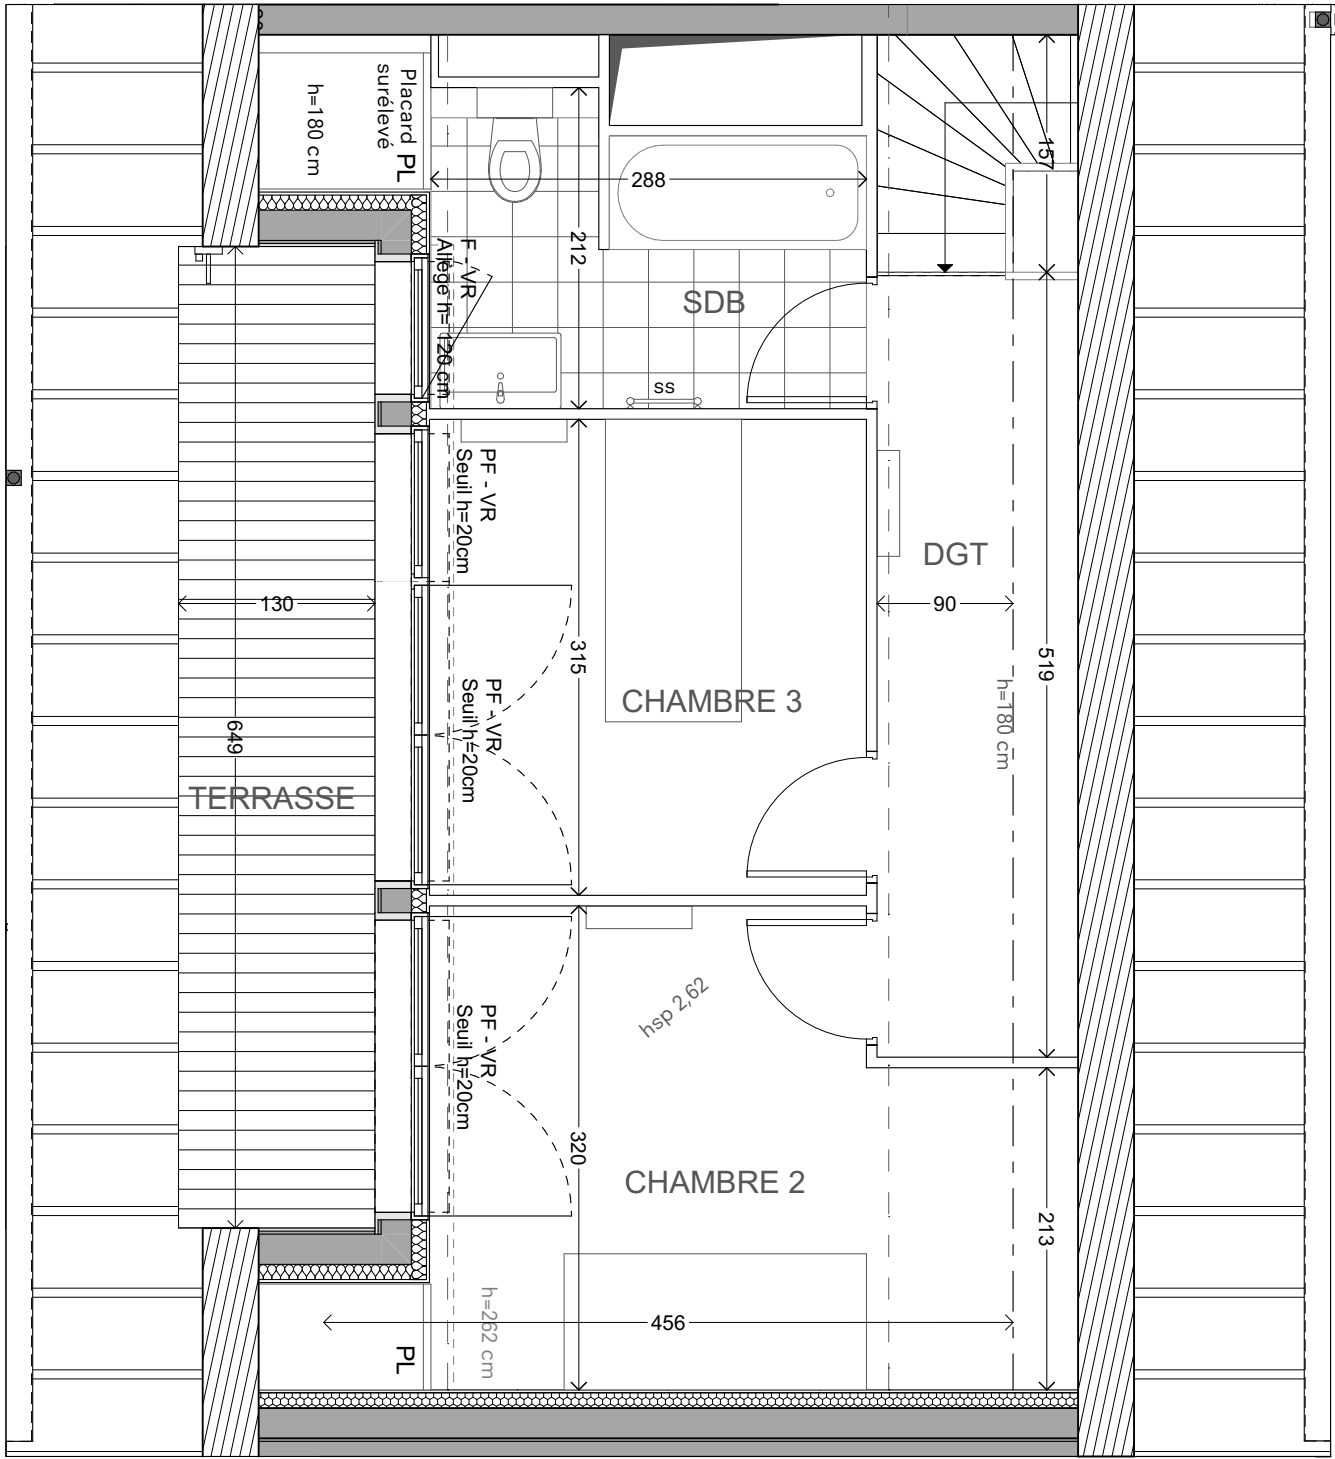 Placard
surélevé
PL
h=180 cm
288
157
212
F - VR
Allège h= 120 cm
SDB
ss
PF - VR
Seuil h=20cm
DGT
130
90
315
519
PF - VR
Seuil h=20cm
CHAMBRE 3
h=180 cm
649
TERRASSE
hsp 2,62
PF - VR
Seuil h=20cm
320
CHAMBRE 2
213
h=262 cm
456
PL